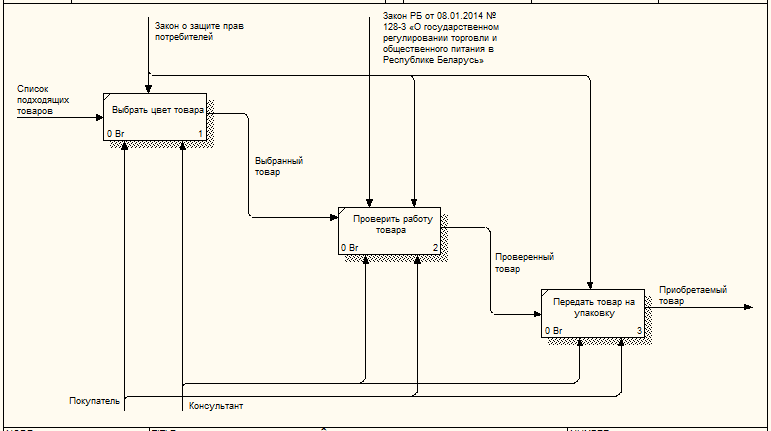 Закон о защите прав
потребителей
Закон РБ от 08.01.2014 №
128-3 «О государственном
регулировании торговли и
общественного питания в
Республике Беларусь»
Список
подходящих
товаров
Выбрать цвет товара
0 Br 1
Выбранный
товар
Проверить работу
товара
0 Br 2
Проверенный
товар
Передать товар на
упаковку
0 Br 3
Приобретаемый
товар
Покупатель
Консультант